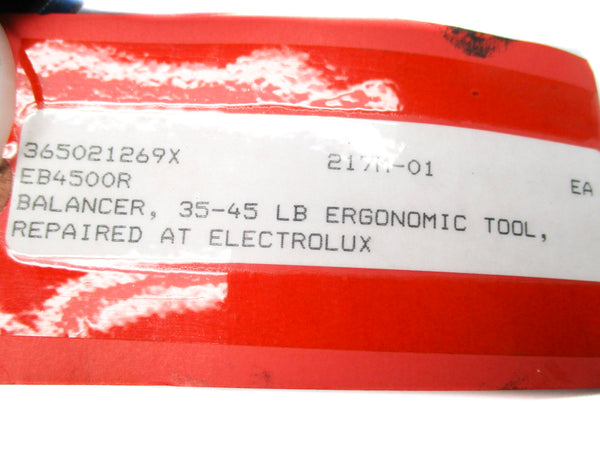 365021269X 217M-01 EA
EB4500R
BALANCER, 35-45 LB ERGONOMIC TOOL,
REPAIRED AT ELECTROLUX